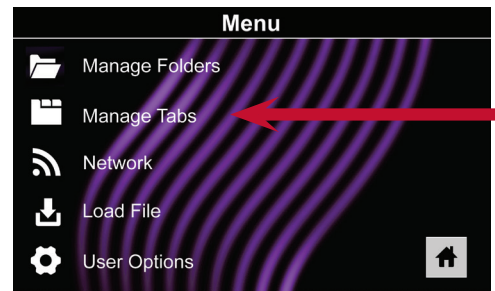 Menu
Manage Folders
Manage Tabs
Network
Load File
User Options